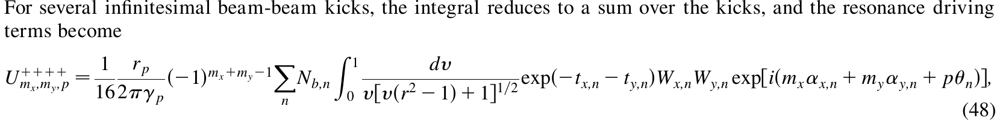 For several infinitesimal beam-beam kicks, the integral reduces to a sum over the kicks, and the resonance driving
terms become
$U^{++++}_{m_x,m_y,p} = \frac{1}{16}\frac{r_p}{2\pi\gamma_p}(-1)^{m_x+m_y-1}\sum_n N_{b,n}\int_0^1 \frac{d\upsilon}{\upsilon[\upsilon(r^2-1)+1]^{1/2}}\exp(-t_{x,n}-t_{y,n})W_{x,n}W_{y,n}\exp[i(m_x\alpha_{x,n}+m_y\alpha_{y,n}+p\theta_n)],$
(48)